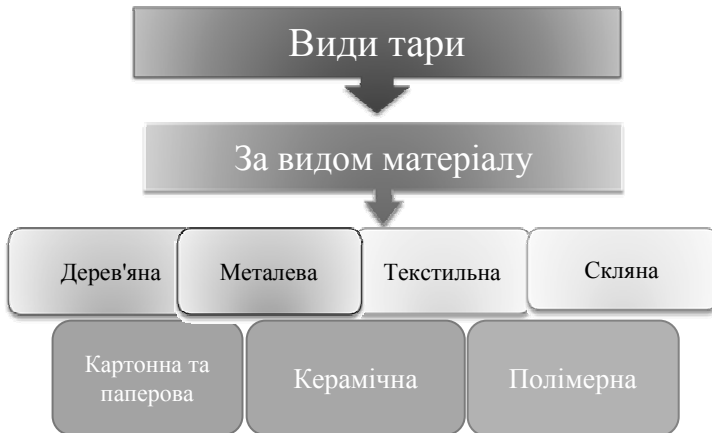 Види тари
За видом матеріалу
Дерев'яна
Металева
Текстильна
Скляна
Картонна та
паперова
Керамічна
Полімерна